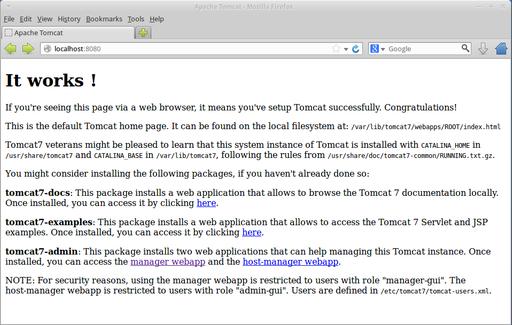 Apache Tomcat - Mozilla Firefox
File Edit View History Bookmarks Tools Help
Apache Tomcat
localhost:8080
Google
It works !
If you're seeing this page via a web browser, it means you've setup Tomcat successfully. Congratulations!
This is the default Tomcat home page. It can be found on the local filesystem at: /var/lib/tomcat7/webapps/ROOT/index.html
Tomcat7 veterans might be pleased to learn that this system instance of Tomcat is installed with CATALINA_HOME in
/usr/share/tomcat7 and CATALINA_BASE in /var/lib/tomcat7, following the rules from /usr/share/doc/tomcat7-common/RUNNING.txt.gz.
You might consider installing the following packages, if you haven't already done so:
tomcat7-docs: This package installs a web application that allows to browse the Tomcat 7 documentation locally.
Once installed, you can access it by clicking here.
tomcat7-examples: This package installs a web application that allows to access the Tomcat 7 Servlet and JSP
examples. Once installed, you can access it by clicking here.
tomcat7-admin: This package installs two web applications that can help managing this Tomcat instance. Once
installed, you can access the manager webapp and the host-manager webapp.
NOTE: For security reasons, using the manager webapp is restricted to users with role "manager-gui". The
host-manager webapp is restricted to users with role "admin-gui". Users are defined in /etc/tomcat7/tomcat-users.xml.